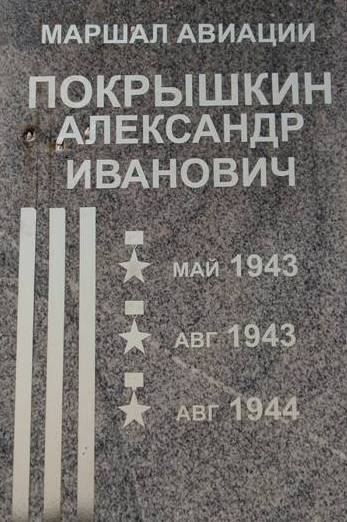 МАРШАЛ АВИАЦИИ
ПОКРЫШКИН
АЛЕКСАНДР
ИВАНОВИЧ
МАЙ 1943
АВГ 1943
АВГ 1944